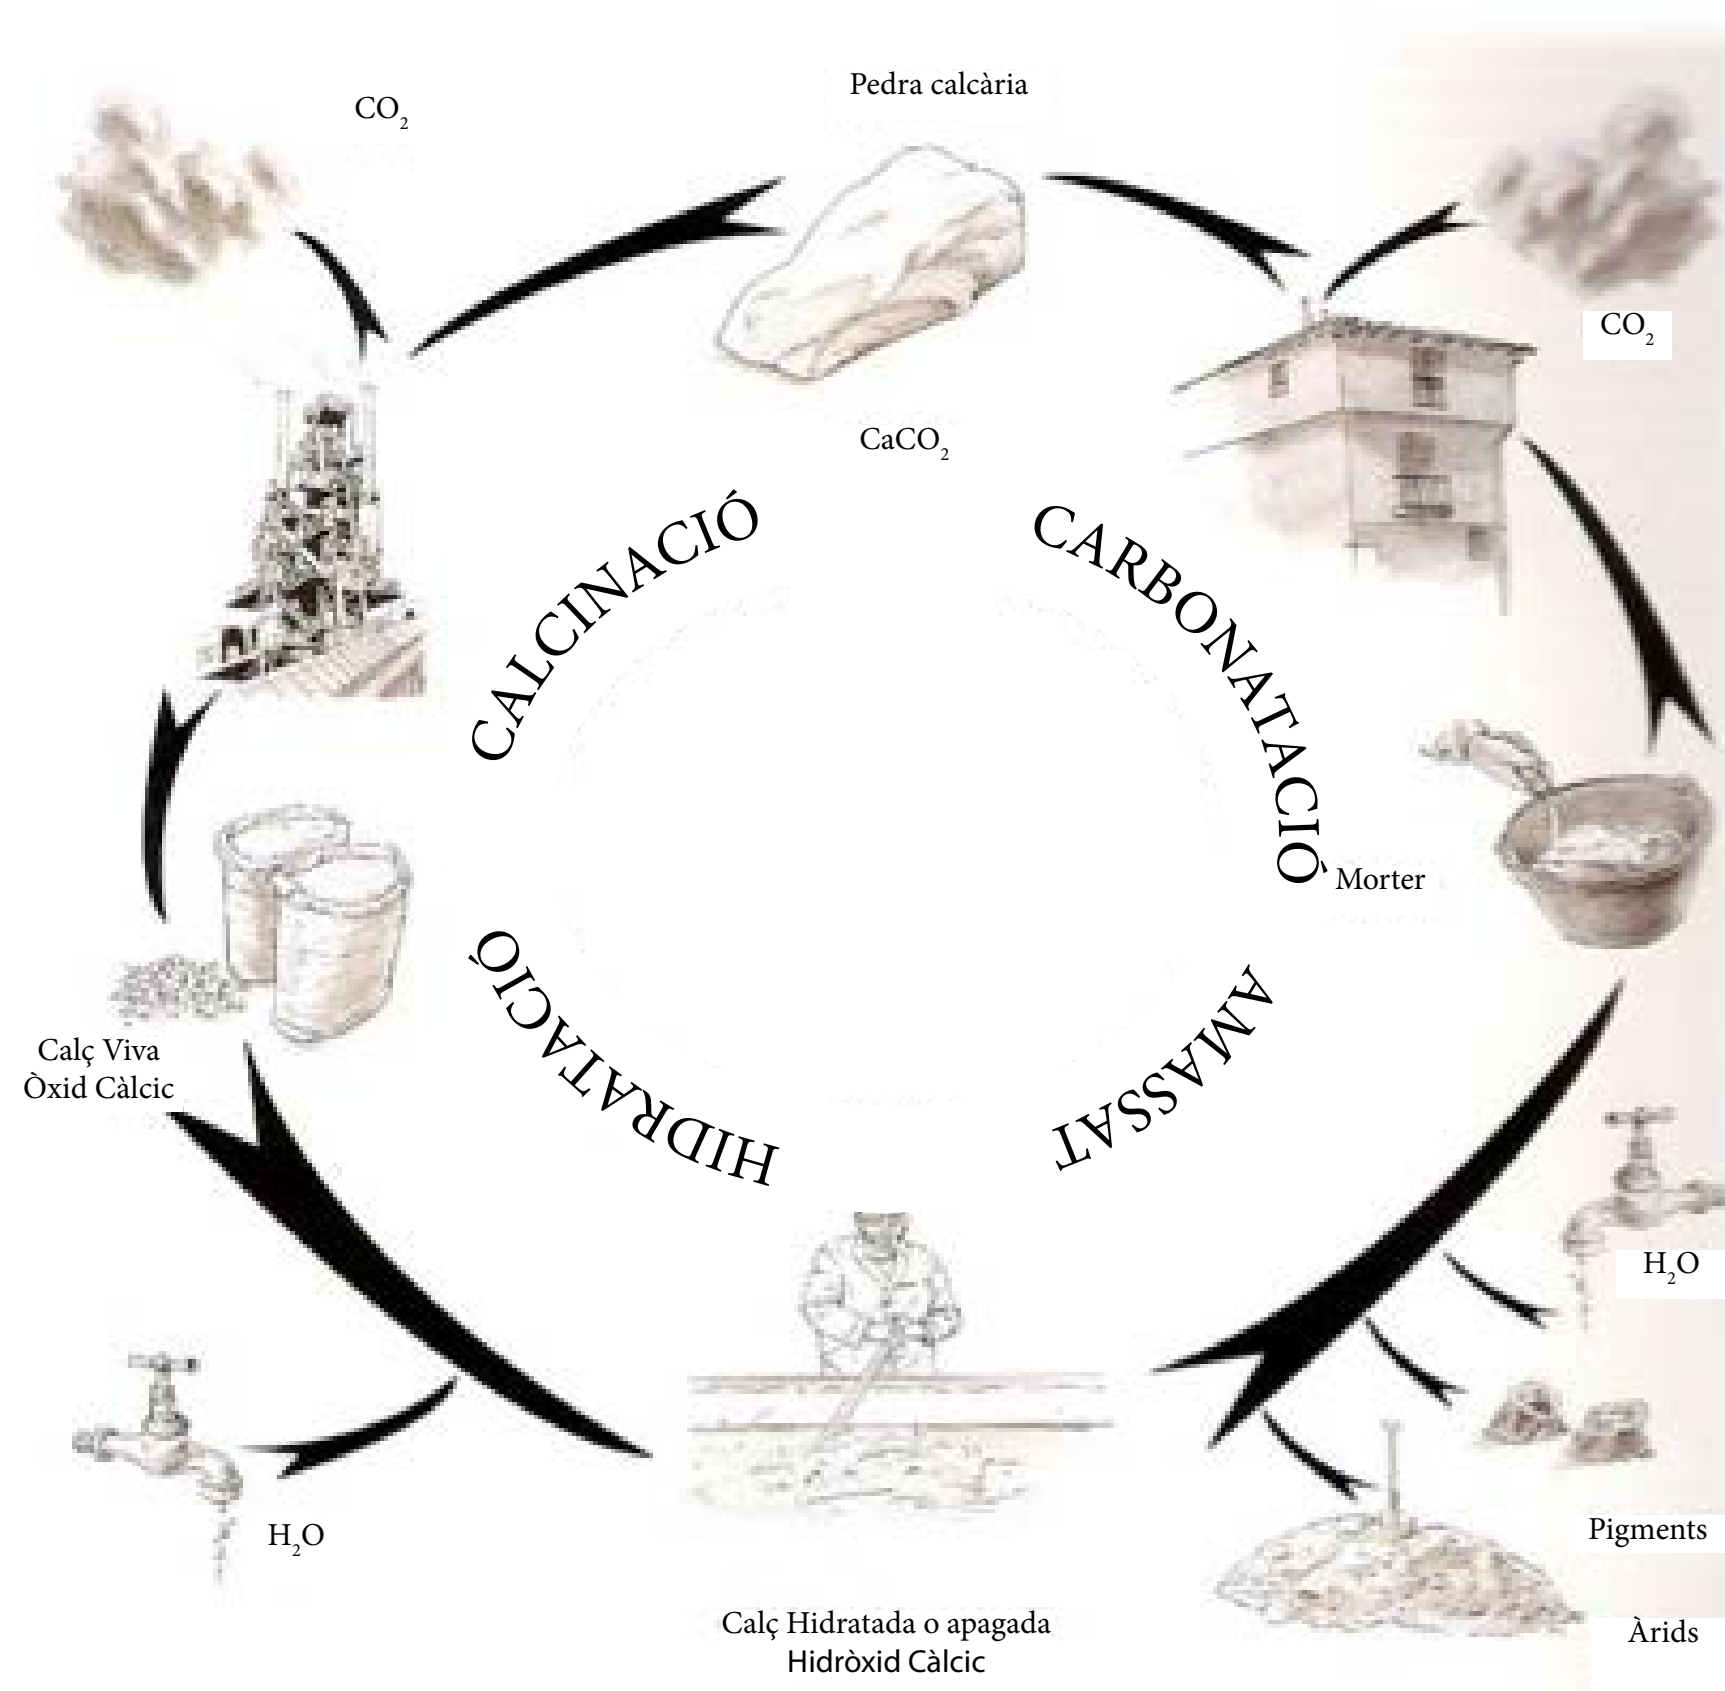 Pedra calcària
CO₂
CO₂
CaCO₂
CALCINACIÓ
CARBONATACIÓ
Morter
HIDRATACIÓ
AMASSAT
Calç Viva
Òxid Càlcic
H₂O
H₂O
Pigments
Àrids
Calç Hidratada o apagada
Hidròxid Càlcic